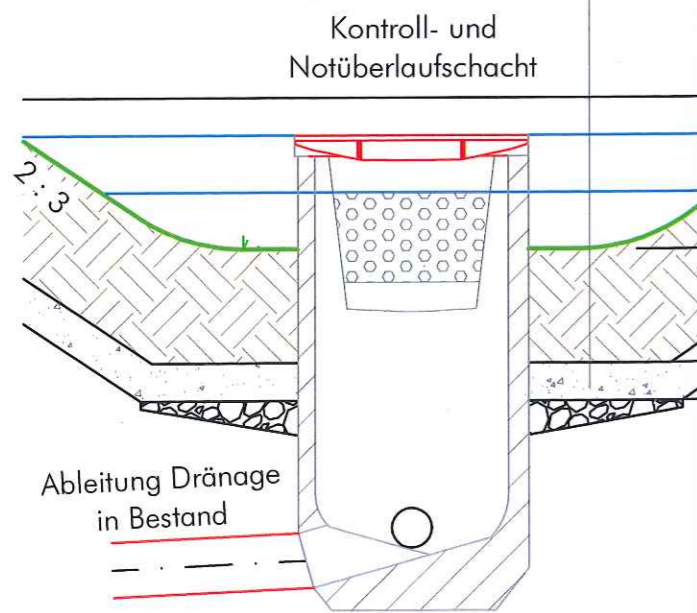 Kontroll- und
Notüberlaufschacht
2:3
Ableitung Dränage
in Bestand